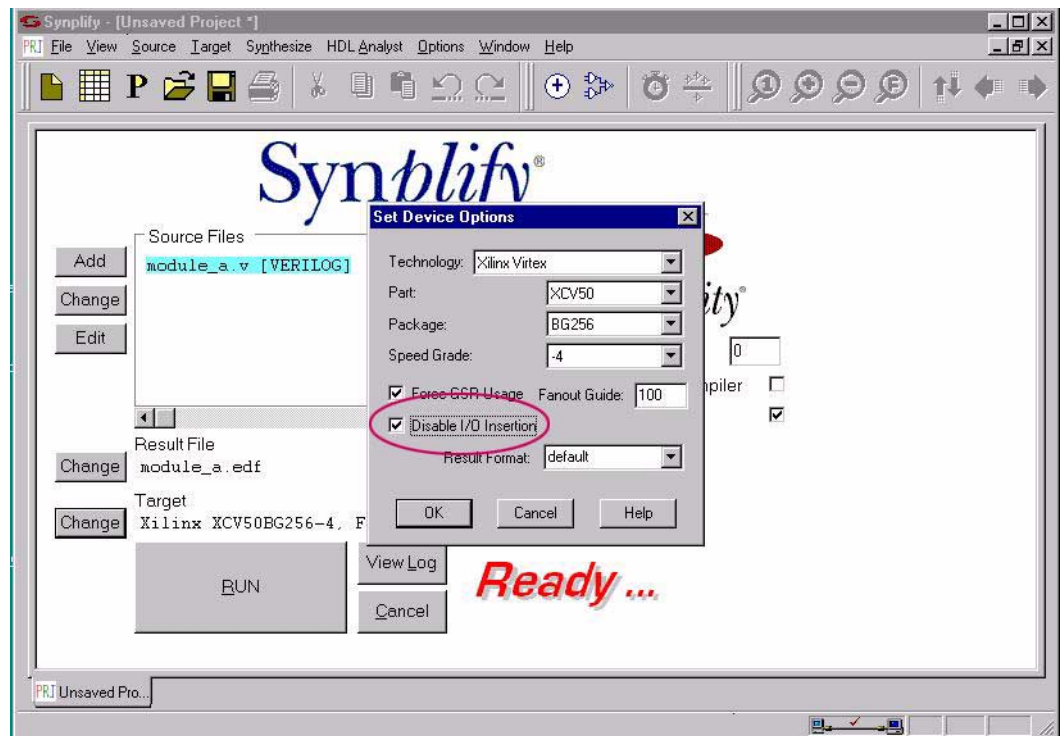 Synplify - [Unsaved Project *]
PRJ File View Source Target Synthesize HDL Analyst Options Window Help
P
1
F
Synplify®
Set Device Options
Source Files
Add
module_a.v [VERILOG]
Change
Edit
Technology: Xilinx Virtex
Part: XCV50
Package: BG256
Speed Grade: -4
ity®
0
Force GSR Usage Fanout Guide: 100
piler
Disable I/O Insertion
Result Format: default
Result File
Change module_a.edf
Target
Change Xilinx XCV50BG256-4, F
OK Cancel Help
RUN
View Log
Cancel
Ready ...
PRJ Unsaved Pro...